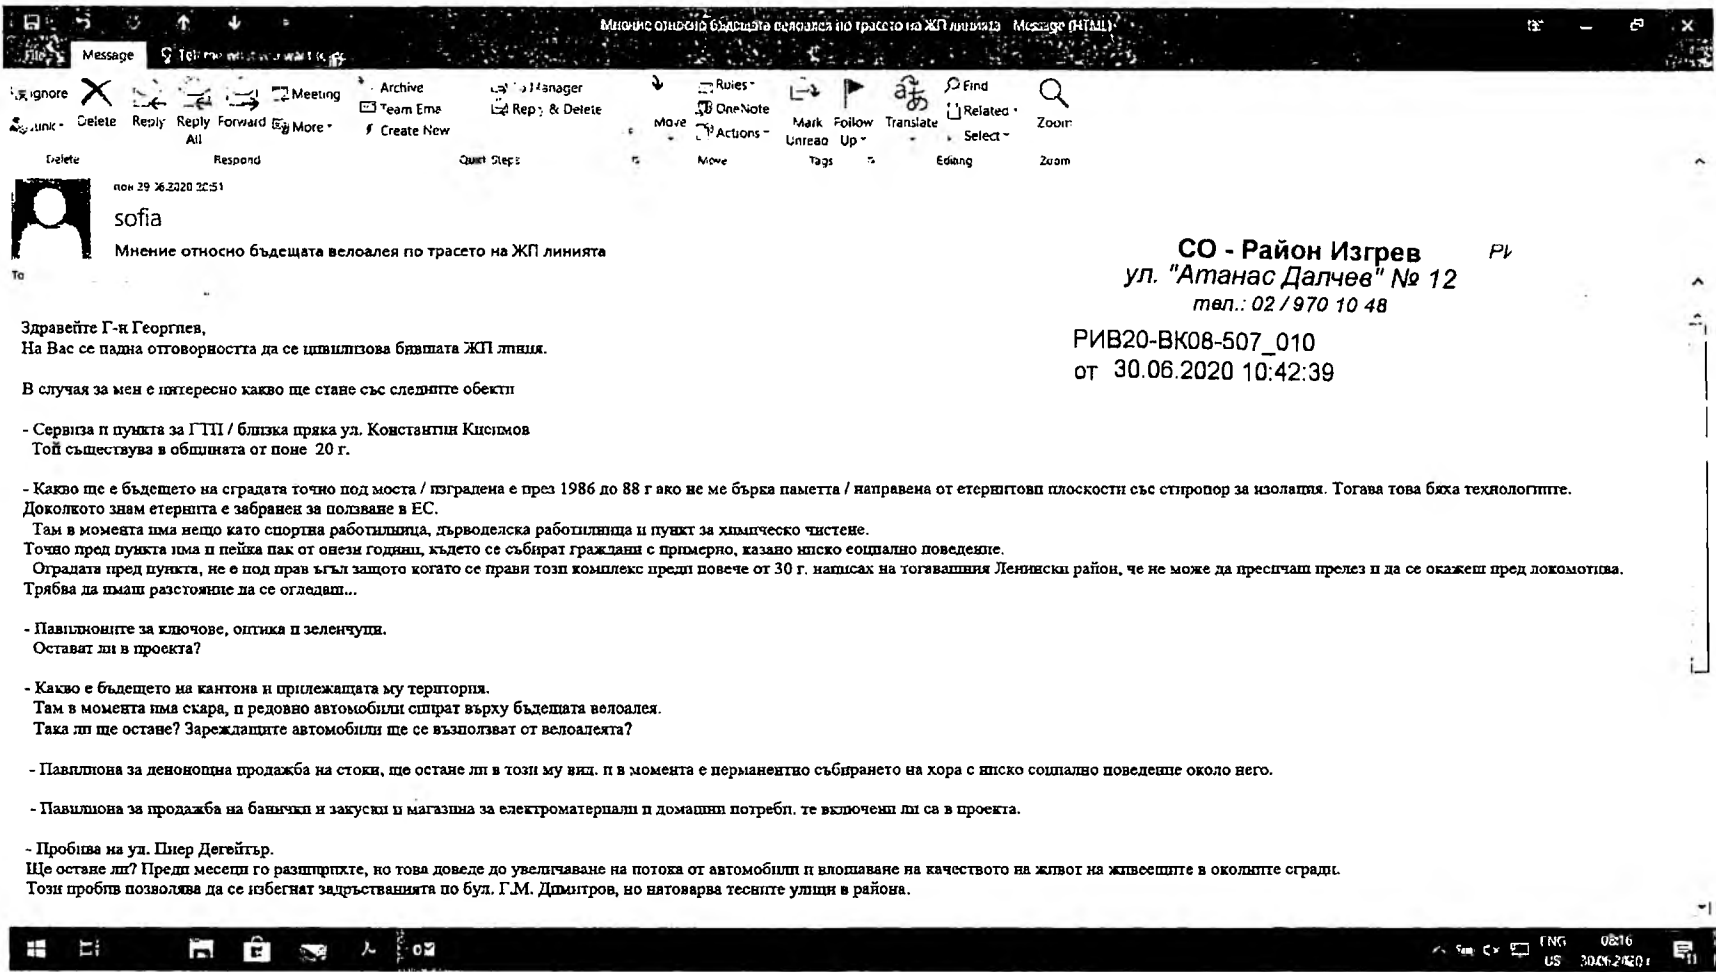 Мнение относно бъдещата велоалея по трасето на ЖП линията Message (HTML)
File Message Tell me what you want
Ignore Meeting Archive Manager Rules Find
Team Ema Reply & Delete OneNote Related
Delete Reply Reply Forward More Create New Move Actions Mark Follow Translate Select Zoom
All Unread Up
Delete Respond Quick Steps Move Tags Editing Zoom
sofia
Мнение относно бъдещата велоалея по трасето на ЖП линията
To
СО - Район Изгрев
ул. "Атанас Далчев" № 12
тел.: 02 / 970 10 48
РИВ20-ВК08-507_010
от 30.06.2020 10:42:39
Здравейте Г-н Георгиев,
На Вас се падна отговорността да се цивилизова бившата ЖП линия.
В случая за мен е интересно какво ще стане със следните обекти
- Сервиза и пункта за ГТП / близка пряка ул. Константин Кисимов
Той съществува в общината от поне 20 г.
- Какво ще е бъдещето на сградата точно под моста / изградена е през 1986 до 88 г ако не ме бърка паметта / направена от етернитови плоскости със стиропор за изолация. Тогава това бяха технологиите.
Доколкото знам етернита е забранен за ползване в ЕС.
Там в момента има нещо като спортна работилница, дърводелска работилница и пункт за химическо чистене.
Точно пред пункта има и пейка пак от онези години, където се събират граждани с примерно, казано ниско социално поведение.
Оградата пред пункта, не е под прав ъгъл защото когато се прави този комплекс преди повече от 30 г. написах на тогавашния Ленински район, че не може да пресичаш прелез и да се окажеш пред локомотива.
Трябва да имаш разстояние да се огледаш...
- Павилионите за ключове, оптика и зеленчуци.
Остават ли в проекта?
- Какво е бъдещето на кантона и прилежащата му територия.
Там в момента има скара, и редовно автомобили спират върху бъдещата велоалея.
Така ли ще остане? Зареждащите автомобили ще се възползват от велоалеята?
- Павилиона за денонощна продажба на стоки, ще остане ли в този му вид. и в момента е перманентно събирането на хора с ниско социално поведение около него.
- Павилиона за продажба на банички и закуски и магазина за електроматериали и домашни потреби. те включени ли са в проекта.
- Пробива на ул. Пиер Дегейтър.
Ще остане ли? Преди месеци го разширихте, но това доведе до увеличаване на потока от автомобили и влошаване на качеството на живот на живеещите в околните сгради.
Този пробив позволява да се избегнат задръстванията по бул. Г.М. Димитров, но натоварва тесните улици в района.
ENG 08:16
US